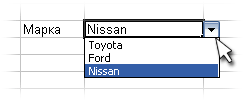 Марка Nissan
Toyota
Ford
Nissan